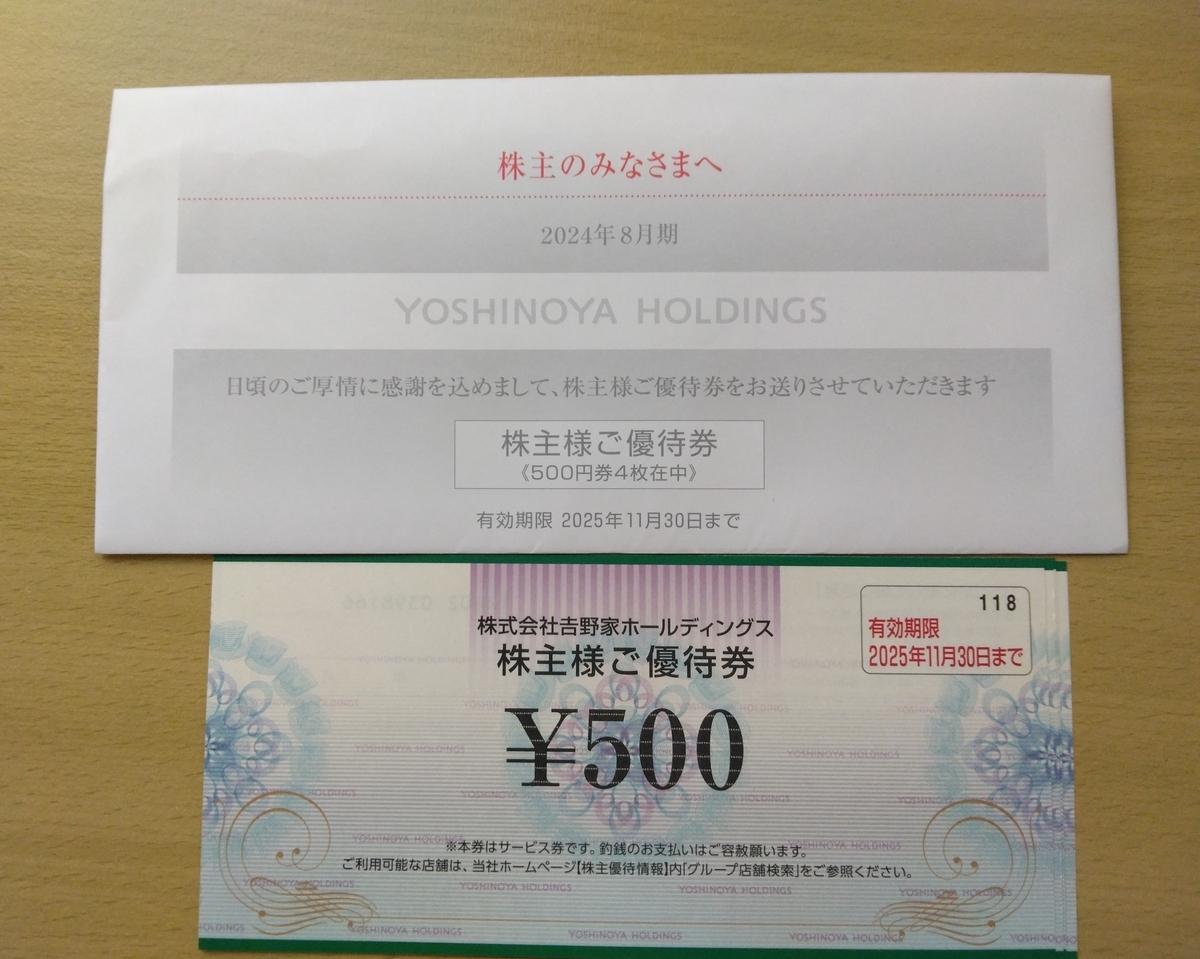 株主のみなさまへ
2024年8月期
YOSHINOYA HOLDINGS
日頃のご厚情に感謝を込めまして、株主様ご優待券をお送りさせていただきます
株主様ご優待券
《500円券4枚在中》
有効期限 2025年11月30日まで
118
有効期限
2025年11月30日まで
株式会社吉野家ホールディングス
株主様ご優待券
¥500
※本券はサービス券です。釣銭のお支払いはご容赦願います。
ご利用可能な店舗は、当社ホームページ【株主優待情報】内「グループ店舗検索」をご参照ください。
YOSHINOYA HOLDINGS